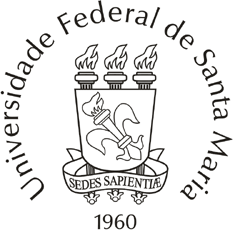 Universidade Federal de Santa Maria
SEDES SAPIENTIÆ
1960